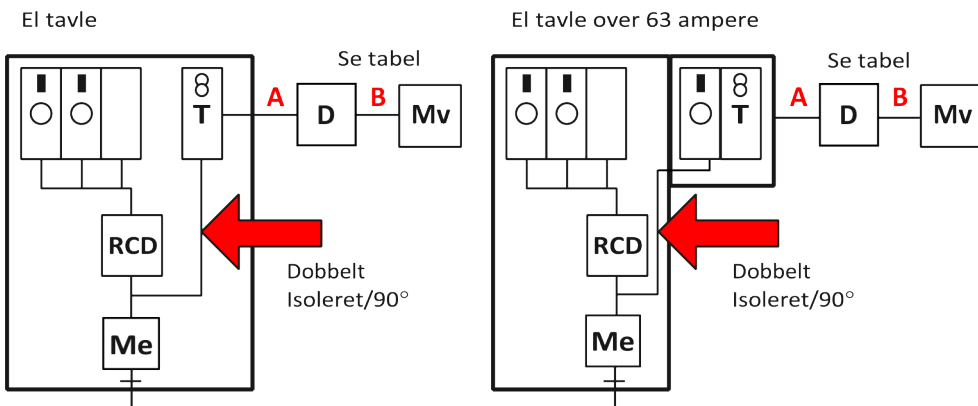 El tavle
Se tabel
T
A
D
B
Mv
RCD
Dobbelt
Isoleret/90°
Me
El tavle over 63 ampere
Se tabel
T
A
D
B
Mv
RCD
Dobbelt
Isoleret/90°
Me